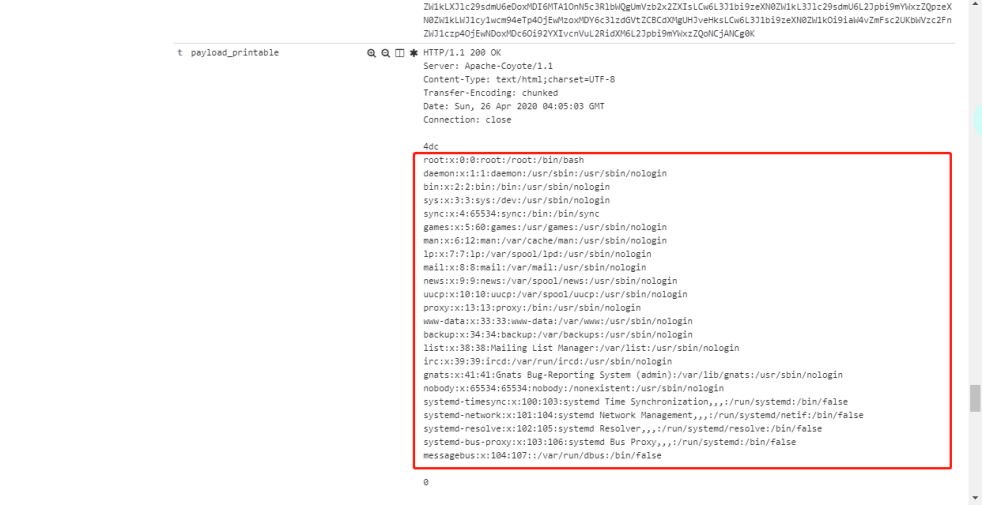 ZW1kLXJlc29sdmU6eDoxMDI6MTA1OnN5c3RlbWQgUmVzb2x2ZXIsLCw6L3J1bi9zeXN0ZW1kL3Jlc29sdmU6L2Jpbi9mYWxzZQpzeX
N0ZW1kLWJ1cy1wcm94eTp4OjEwMzoxMDY6c3lzdGVtZCBCdXMgUHJveHksLCw6L3J1bi9zeXN0ZW1kOi9iaW4vZmFsc2UKbWVzc2Fn
ZWJ1czp4OjEwNDoxMDc6Oi92YXIvcnVuL2RidXM6L2Jpbi9mYWxzZQoNCjANCg0K
t payload_printable
HTTP/1.1 200 OK
Server: Apache-Coyote/1.1
Content-Type: text/html;charset=UTF-8
Transfer-Encoding: chunked
Date: Sun, 26 Apr 2020 04:05:03 GMT
Connection: close
4dc
root:x:0:0:root:/root:/bin/bash
daemon:x:1:1:daemon:/usr/sbin:/usr/sbin/nologin
bin:x:2:2:bin:/bin:/usr/sbin/nologin
sys:x:3:3:sys:/dev:/usr/sbin/nologin
sync:x:4:65534:sync:/bin:/bin/sync
games:x:5:60:games:/usr/games:/usr/sbin/nologin
man:x:6:12:man:/var/cache/man:/usr/sbin/nologin
lp:x:7:7:lp:/var/spool/lpd:/usr/sbin/nologin
mail:x:8:8:mail:/var/mail:/usr/sbin/nologin
news:x:9:9:news:/var/spool/news:/usr/sbin/nologin
uucp:x:10:10:uucp:/var/spool/uucp:/usr/sbin/nologin
proxy:x:13:13:proxy:/bin:/usr/sbin/nologin
www-data:x:33:33:www-data:/var/www:/usr/sbin/nologin
backup:x:34:34:backup:/var/backups:/usr/sbin/nologin
list:x:38:38:Mailing List Manager:/var/list:/usr/sbin/nologin
irc:x:39:39:ircd:/var/run/ircd:/usr/sbin/nologin
gnats:x:41:41:Gnats Bug-Reporting System (admin):/var/lib/gnats:/usr/sbin/nologin
nobody:x:65534:65534:nobody:/nonexistent:/usr/sbin/nologin
systemd-timesync:x:100:103:systemd Time Synchronization,,,:/run/systemd:/bin/false
systemd-network:x:101:104:systemd Network Management,,,:/run/systemd/netif:/bin/false
systemd-resolve:x:102:105:systemd Resolver,,,:/run/systemd/resolve:/bin/false
systemd-bus-proxy:x:103:106:systemd Bus Proxy,,,:/run/systemd:/bin/false
messagebus:x:104:107::/var/run/dbus:/bin/false
0